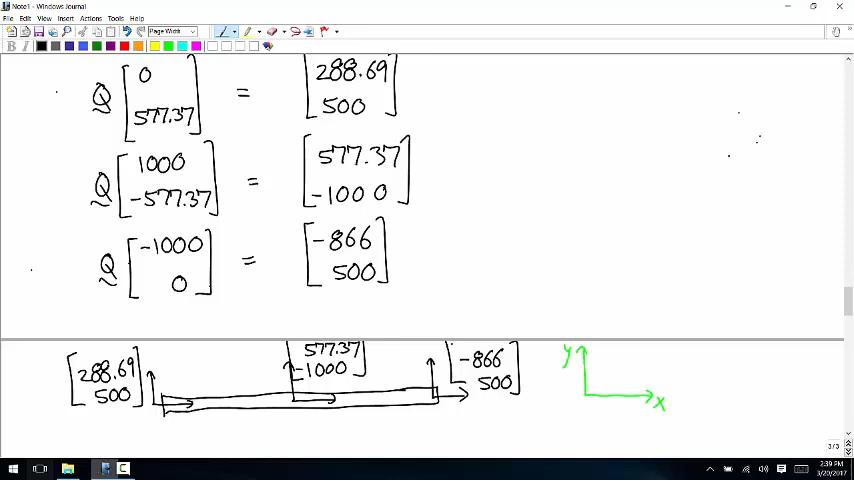 Note1 - Windows Journal
File Edit View Insert Actions Tools Help
Page Width
B I
Q [0 577.37] = [288.69 500]
Q [1000 -577.37] = [577.37 -1000]
Q [-1000 0] = [-866 500]
[288.69 500] [577.37 -1000] [-866 500] y x
3/3
2:39 PM
3/20/2017